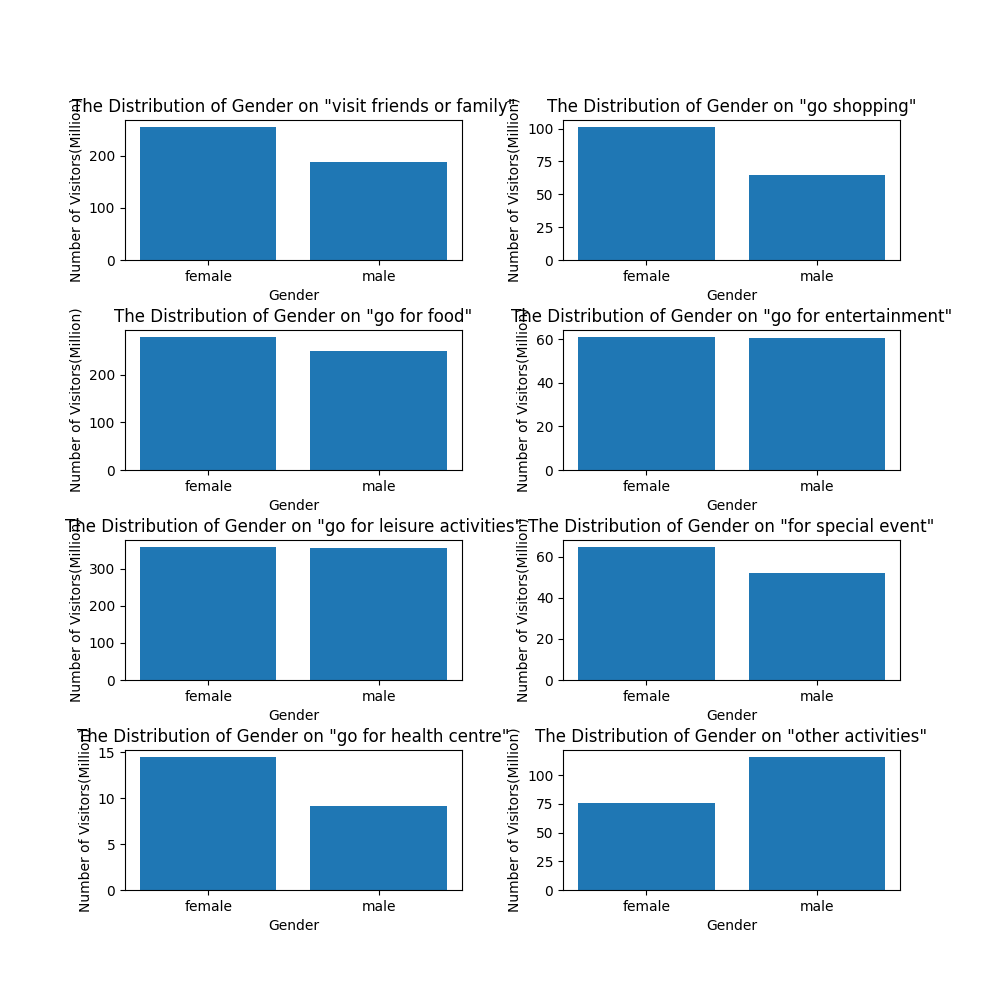 The Distribution of Gender on "visit friends or family"
Number of Visitors(Million)
200
100
0
female male
Gender
The Distribution of Gender on "go shopping"
Number of Visitors(Million)
100
75
50
25
0
female male
Gender
The Distribution of Gender on "go for food"
Number of Visitors(Million)
200
100
0
female male
Gender
The Distribution of Gender on "go for entertainment"
Number of Visitors(Million)
60
40
20
0
female male
Gender
The Distribution of Gender on "go for leisure activities"
Number of Visitors(Million)
300
200
100
0
female male
Gender
The Distribution of Gender on "for special event"
Number of Visitors(Million)
60
40
20
0
female male
Gender
The Distribution of Gender on "go for health centre"
Number of Visitors(Million)
15
10
5
0
female male
Gender
The Distribution of Gender on "other activities"
Number of Visitors(Million)
100
75
50
25
0
female male
Gender